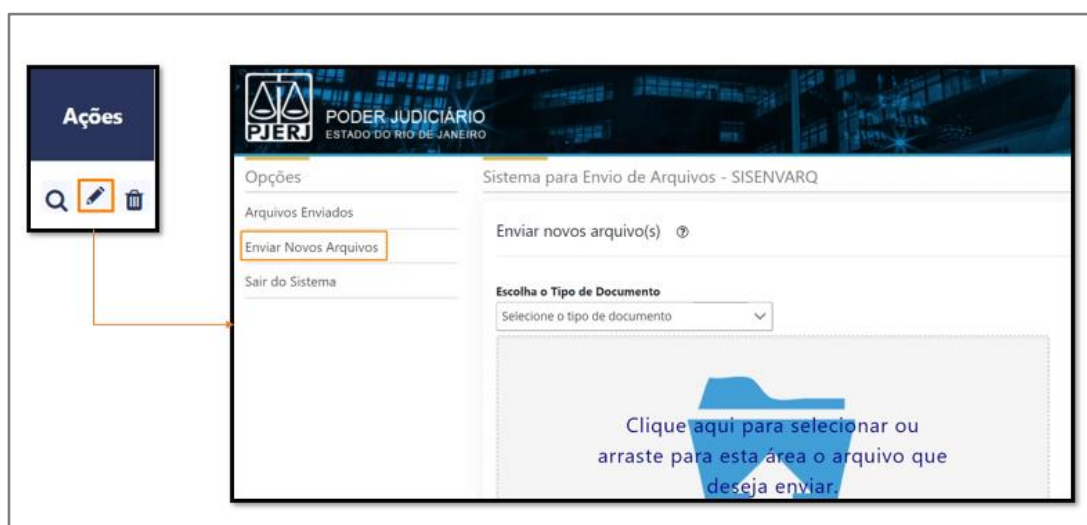 Ações
PJERJ
PODER JUDICIÁRIO
ESTADO DO RIO DE JANEIRO
Opções
Arquivos Enviados
Enviar Novos Arquivos
Sair do Sistema
Sistema para Envio de Arquivos - SISENVARQ
Enviar novos arquivo(s)
Escolha o Tipo de Documento
Selecione o tipo de documento
Clique aqui para selecionar ou
arraste para esta área o arquivo que
deseja enviar.